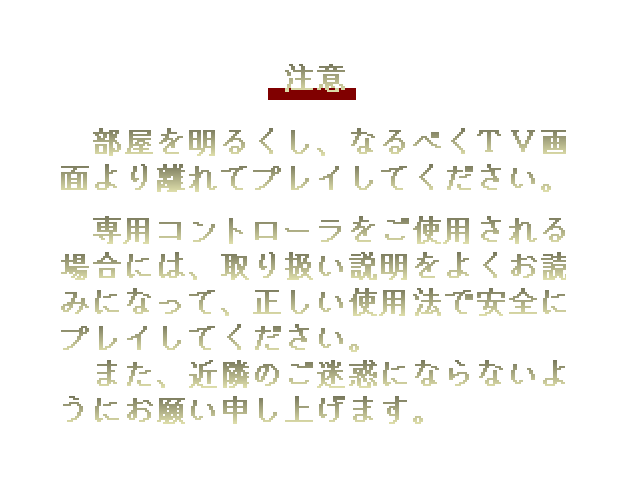 注意
　部屋を明るくし、なるべくＴＶ画
面より離れてプレイしてください。
　専用コントローラをご使用される
場合には、取り扱い説明をよくお読
みになって、正しい使用法で安全に
プレイしてください。
　また、近隣のご迷惑にならないよ
うにお願い申し上げます。